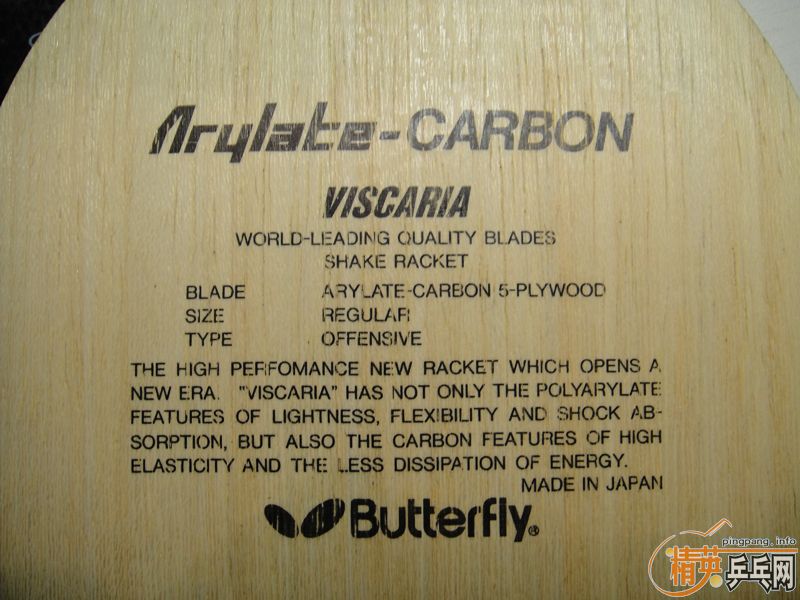 Arylate-CARBON
VISCARIA
WORLD-LEADING QUALITY BLADES
SHAKE RACKET
BLADE ARYLATE-CARBON 5-PLYWOOD
SIZE REGULAR
TYPE OFFENSIVE
THE HIGH PERFOMANCE NEW RACKET WHICH OPENS A
NEW ERA. "VISCARIA" HAS NOT ONLY THE POLYARYLATE
FEATURES OF LIGHTNESS, FLEXIBILITY AND SHOCK AB-
SORPTION, BUT ALSO THE CARBON FEATURES OF HIGH
ELASTICITY AND THE LESS DISSIPATION OF ENERGY.
MADE IN JAPAN
Butterfly®
pingpang.info
精英乒乓网